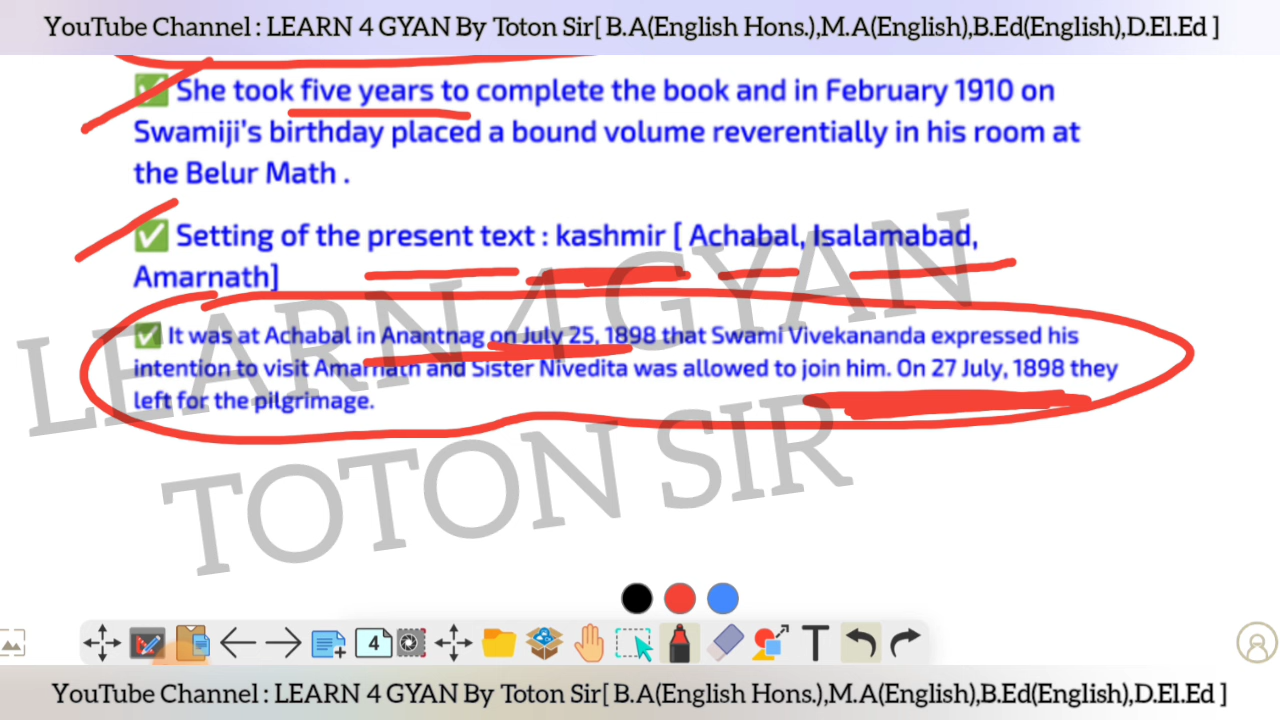 YouTube Channel : LEARN 4 GYAN By Toton Sir[ B.A(English Hons.),M.A(English),B.Ed(English),D.El.Ed ]
✅ She took five years to complete the book and in February 1910 on
Swamiji's birthday placed a bound volume reverentially in his room at
the Belur Math .
✅ Setting of the present text : kashmir [ Achabal, Isalamabad,
Amarnath]
✅ It was at Achabal in Anantnag on July 25, 1898 that Swami Vivekananda expressed his
intention to visit Amarnath and Sister Nivedita was allowed to join him. On 27 July, 1898 they
left for the pilgrimage.
LEARN 4 GYAN
TOTON SIR
4
T
YouTube Channel : LEARN 4 GYAN By Toton Sir[ B.A(English Hons.),M.A(English),B.Ed(English),D.El.Ed ]